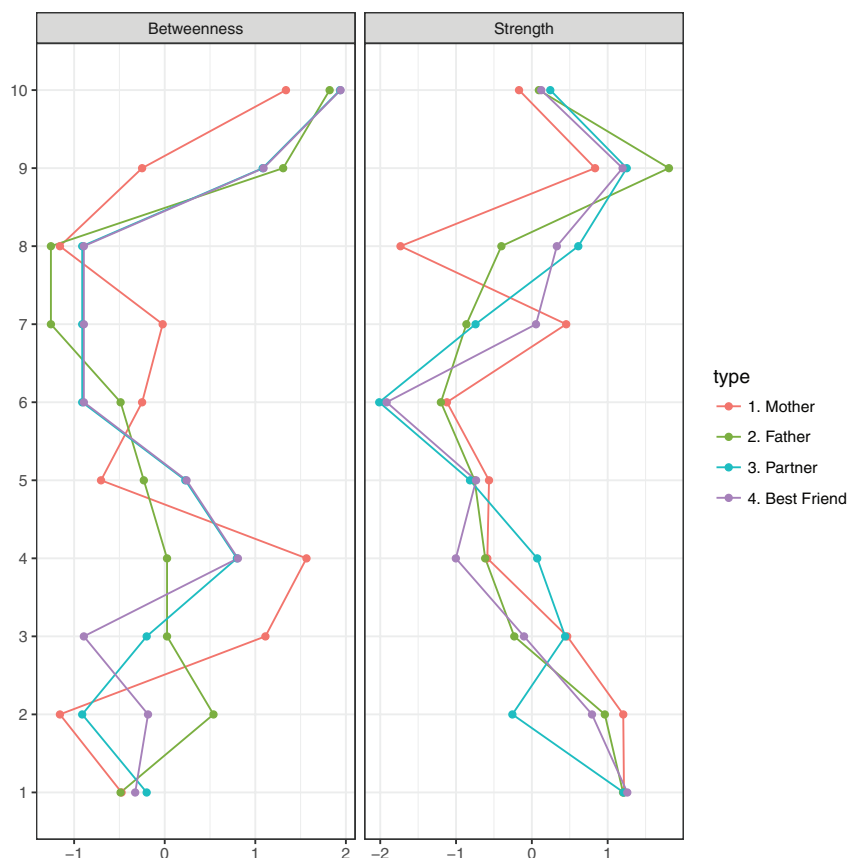 Betweenness
Strength
10
9
8
7
6
5
4
3
2
1
−1 0 1 2
−2 −1 0 1
type
1. Mother
2. Father
3. Partner
4. Best Friend